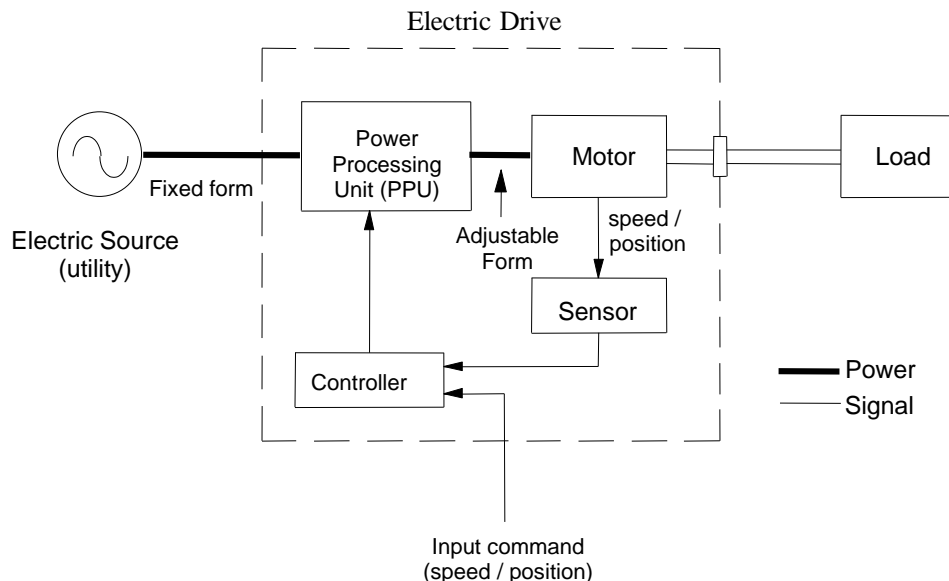 Electric Drive
Power
Processing
Unit (PPU)
Motor
Load
Fixed form
Electric Source
(utility)
Adjustable
Form
speed /
position
Sensor
Controller
Power
Signal
Input command
(speed / position)